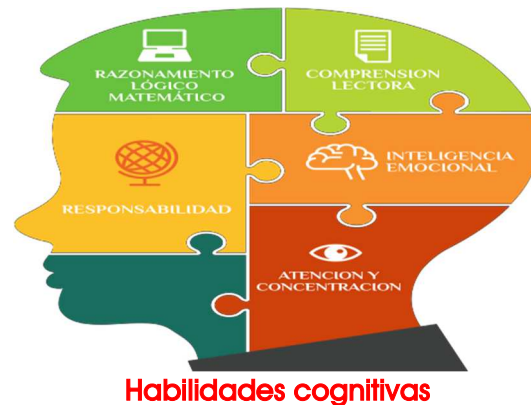 RAZONAMIENTO
LÓGICO
MATEMÁTICO
COMPRENSION
LECTORA
RESPONSABILIDAD
INTELIGENCIA
EMOCIONAL
ATENCION Y
CONCENTRACION
Habilidades cognitivas